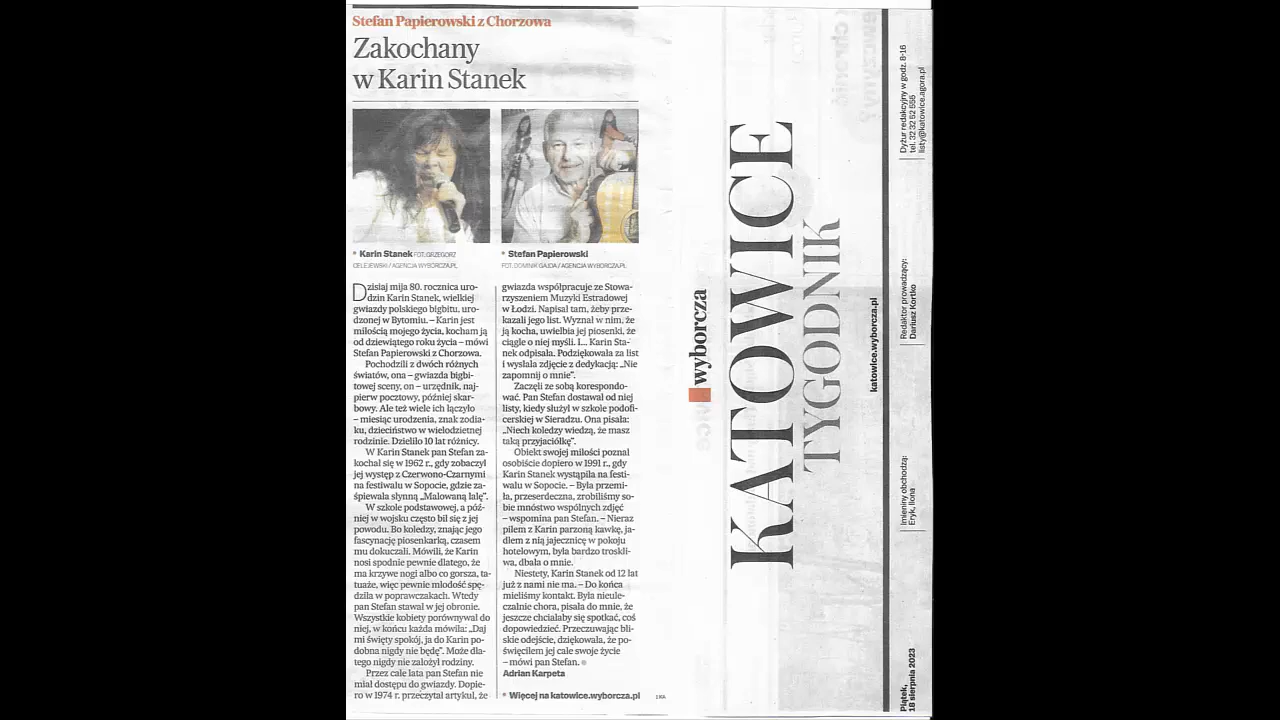 Stefan Papierowski z Chorzowa
Zakochany
w Karin Stanek
Karin Stanek FOT. GRZEGORZ
CELEJEWSKI / AGENCJA WYBORCZA.PL
Stefan Papierowski
FOT. DOMINIK GAJDA / AGENCJA WYBORCZA.PL
Dzisiaj mija 80. rocznica uro-
dzin Karin Stanek, wielkiej
gwiazdy polskiego bigbitu, uro-
dzonej w Bytomiu. – Karin jest
miłością mojego życia, kocham ją
od dziewiątego roku życia – mówi
Stefan Papierowski z Chorzowa.
Pochodzili z dwóch różnych
światów, ona – gwiazda bigbi-
towej sceny, on – urzędnik, naj-
pierw pocztowy, później skar-
bowy. Ale też wiele ich łączyło
– miesiąc urodzenia, znak zodia-
ku, dzieciństwo w wielodzietnej
rodzinie. Dzieliło 10 lat różnicy.
W Karin Stanek pan Stefan za-
kochał się w 1962 r., gdy zobaczył
jej występ z Czerwono-Czarnymi
na festiwalu w Sopocie, gdzie za-
śpiewała słynną „Malowaną lalę”.
W szkole podstawowej, a póź-
niej w wojsku często bił się z jej
powodu. Bo koledzy, znając jego
fascynację piosenkarką, czasem
mu dokuczali. Mówili, że Karin
nosi spodnie pewnie dlatego, że
ma krzywe nogi albo co gorsza, ta-
tuaże, więc pewnie młodość spę-
dziła w poprawczakach. Wtedy
pan Stefan stawał w jej obronie.
Wszystkie kobiety porównywał do
niej, w końcu każda mówiła: „Daj
mi święty spokój, ja do Karin po-
dobna nigdy nie będę”. Może dla-
tego nigdy nie założył rodziny.
Przez całe lata pan Stefan nie
miał dostępu do gwiazdy. Dopie-
ro w 1974 r. przeczytał artykuł, że
gwiazda współpracuje ze Stowa-
rzyszeniem Muzyki Estradowej
w Łodzi. Napisał tam, żeby prze-
kazali jego list. Wyznał w nim, że
ją kocha, uwielbia jej piosenki, że
ciągle o niej myśli. I... Karin Sta-
nek odpisała. Podziękowała za list
i wysłała zdjęcie z dedykacją: „Nie
zapomnij o mnie”.
Zaczęli ze sobą korespondo-
wać. Pan Stefan dostawał od niej
listy, kiedy służył w szkole podofi-
cerskiej w Sieradzu. Ona pisała:
„Niech koledzy wiedzą, że masz
taką przyjaciółkę”.
Obiekt swojej miłości poznał
osobiście dopiero w 1991 r., gdy
Karin Stanek wystąpiła na festi-
walu w Sopocie. – Była przemi-
ła, przeserdeczna, zrobiliśmy so-
bie mnóstwo wspólnych zdjęć
– wspomina pan Stefan. – Nieraz
piłem z Karin parzoną kawkę, ja-
dłem z nią jajecznicę w pokoju
hotelowym, była bardzo troskli-
wa, dbała o mnie.
Niestety, Karin Stanek od 12 lat
już z nami nie ma. – Do końca
mieliśmy kontakt. Była nieule-
czalnie chora, pisała do mnie, że
jeszcze chciałaby się spotkać, coś
dopowiedzieć. Przeczuwając bli-
skie odejście, dziękowała, że po-
święciłem jej całe swoje życie
– mówi pan Stefan.
Adrian Karpeta
Więcej na katowice.wyborcza.pl
1 KA
wyborcza
KATOWICE
TYGODNIK
katowice.wyborcza.pl
Piątek,
18 sierpnia 2023
Imieniny obchodzą:
Eryk, Ilona
Redaktor prowadzący:
Dariusz Kortko
Dyżur redakcyjny w godz. 8-16
tel. 32 32 52 555
listy@katowice.agora.pl